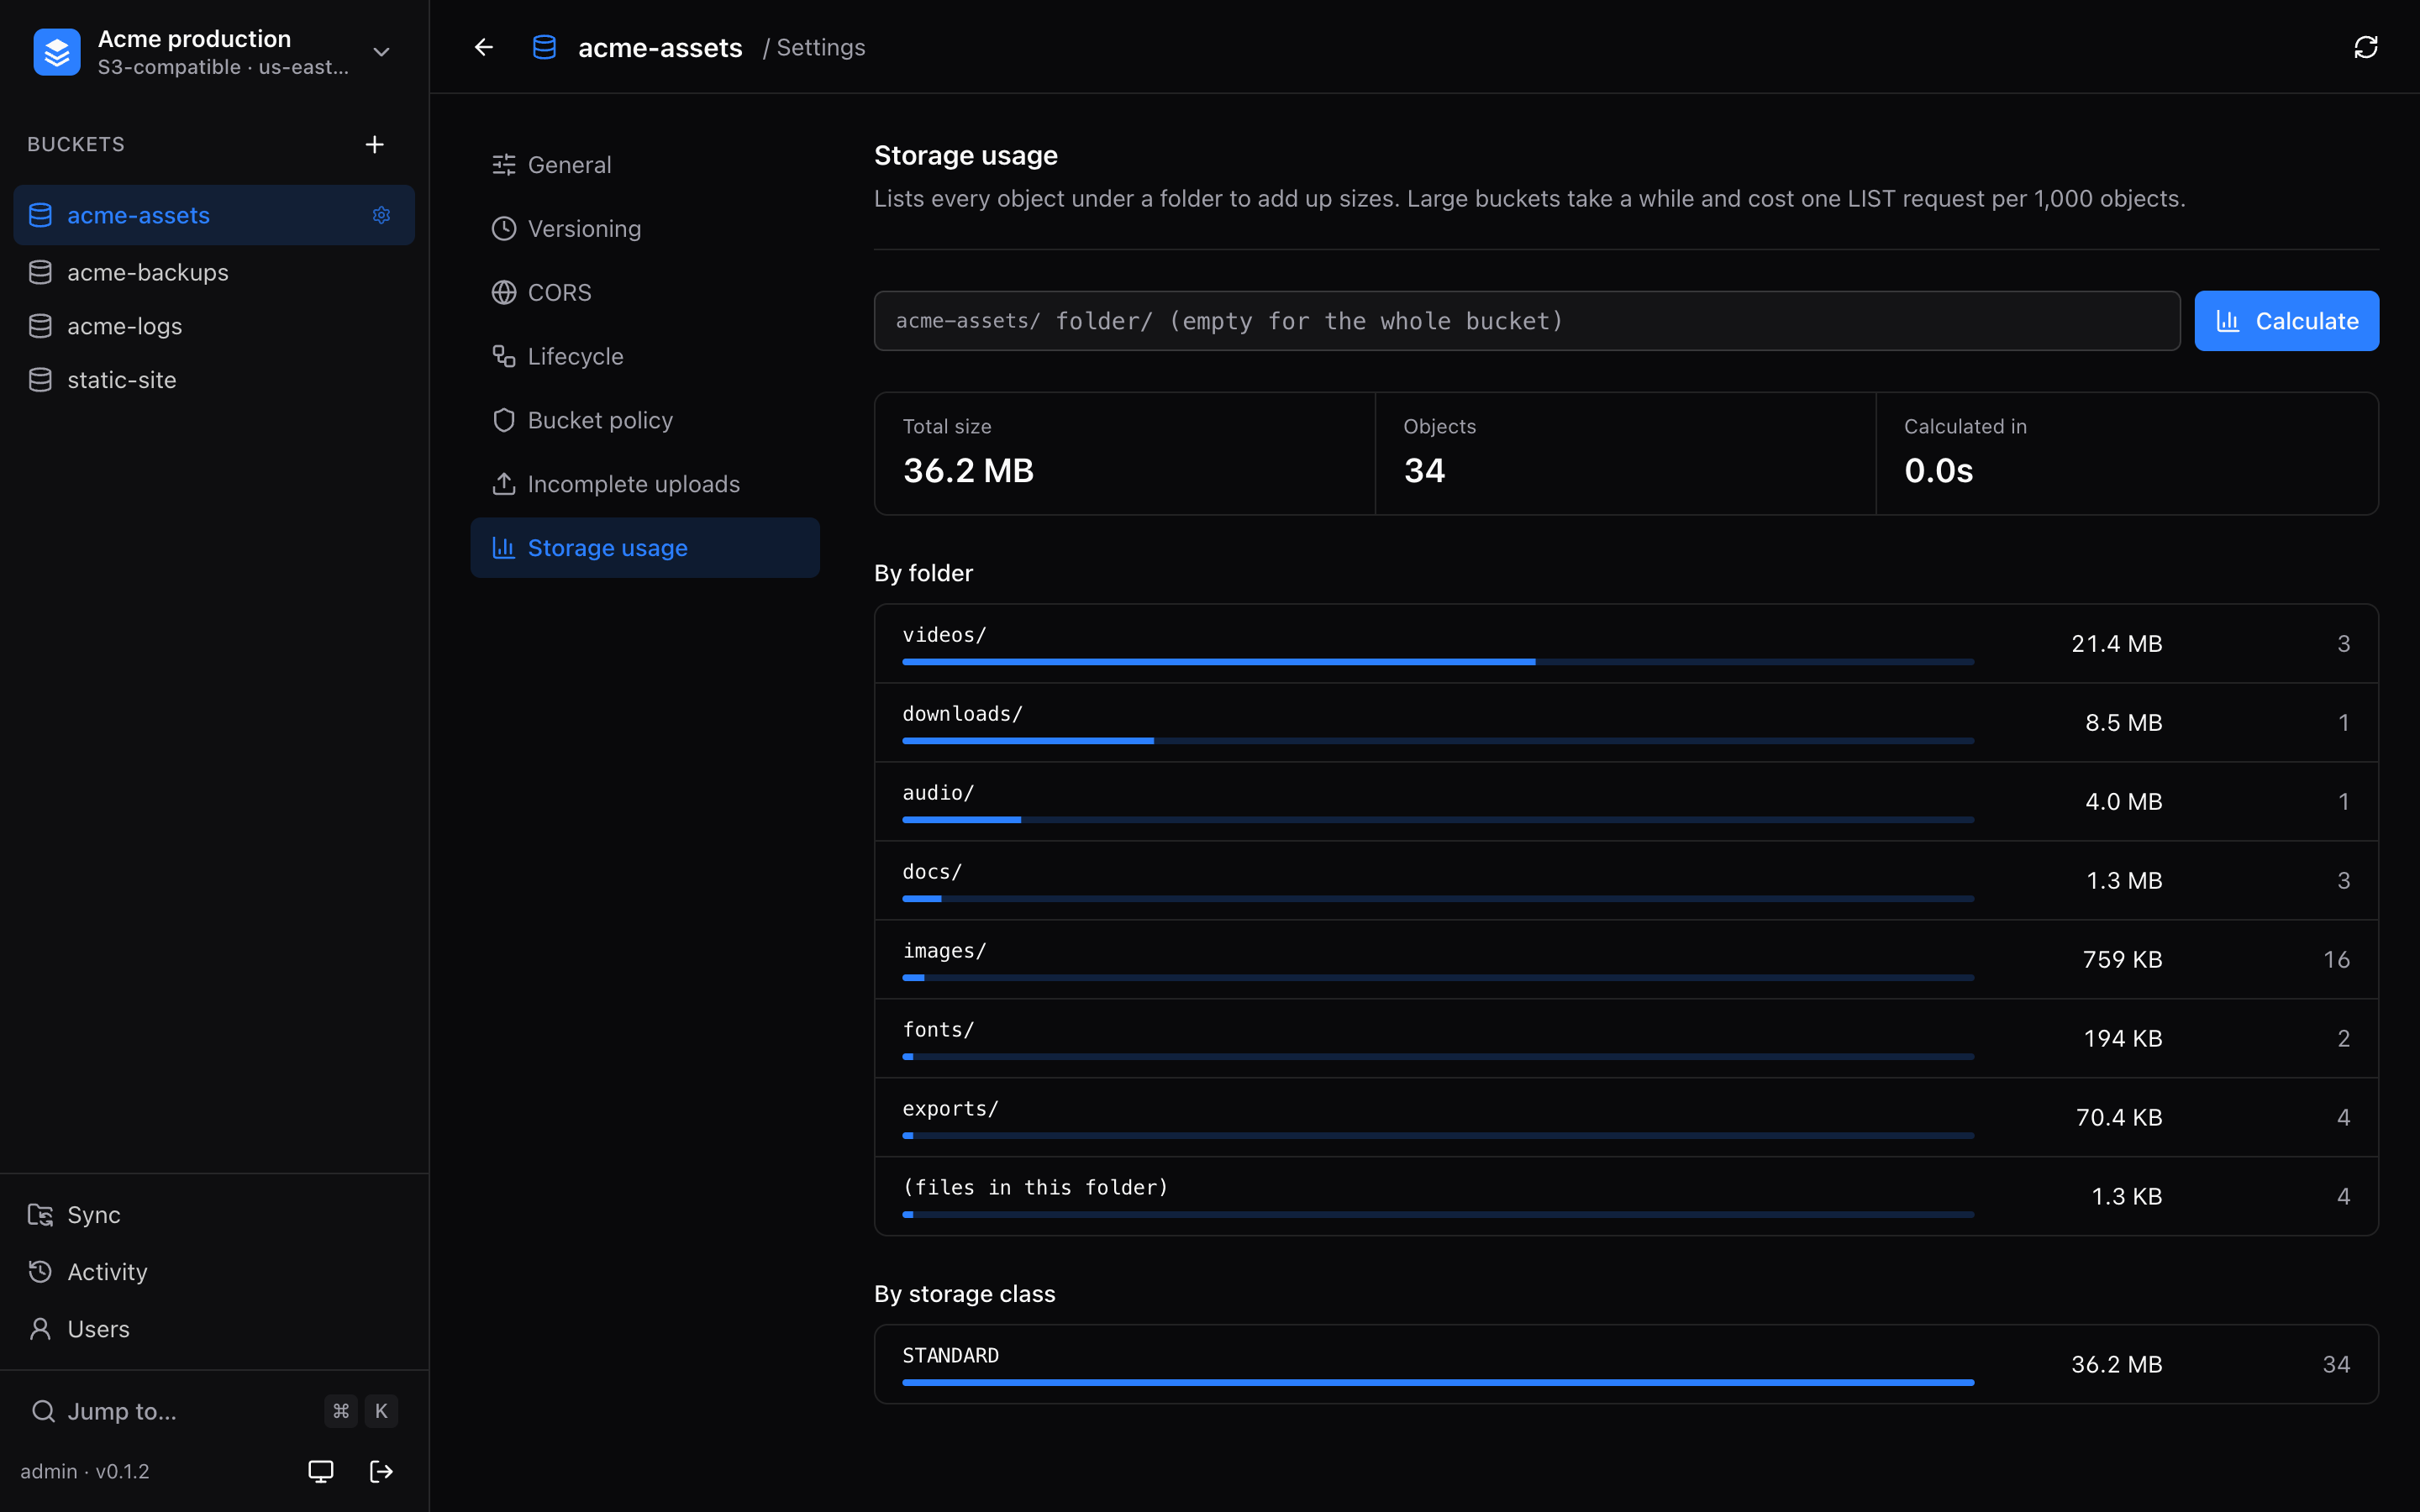 Acme production
S3-compatible · us-east...
BUCKETS
acme-assets
acme-backups
acme-logs
static-site
Sync
Activity
Users
Jump to...
⌘ K
admin · v0.1.2
acme-assets / Settings
General
Versioning
CORS
Lifecycle
Bucket policy
Incomplete uploads
Storage usage
Storage usage
Lists every object under a folder to add up sizes. Large buckets take a while and cost one LIST request per 1,000 objects.
acme-assets/ folder/ (empty for the whole bucket)
Calculate
Total size
36.2 MB
Objects
34
Calculated in
0.0s
By folder
videos/ 21.4 MB 3
downloads/ 8.5 MB 1
audio/ 4.0 MB 1
docs/ 1.3 MB 3
images/ 759 KB 16
fonts/ 194 KB 2
exports/ 70.4 KB 4
(files in this folder) 1.3 KB 4
By storage class
STANDARD 36.2 MB 34